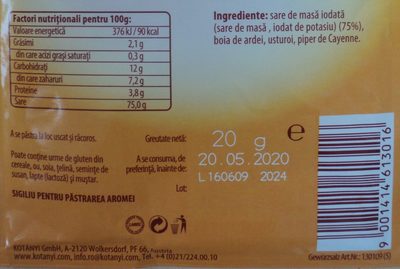 Factori nutriționali pentru 100g:
Valoare energetică 376 kJ / 90 kcal
Grăsimi 2,1 g
din care acizi grași saturați 0,3 g
Carbohidrați 12 g
din care zaharuri 7,2 g
Proteine 3,8 g
Sare 75,0 g
Ingrediente: sare de masă iodată
(sare de masă , iodat de potasiu) (75%),
boia de ardei, usturoi, piper de Cayenne.
A se păstra la loc uscat și răcoros.
Poate conține urme de gluten din
cereale, ou, soia, țelină, semințe de
susan, lapte (lactoză) și muștar.
SIGILIU PENTRU PĂSTRAREA AROMEI
Greutate netă: 20 g e
A se consuma, de
preferință, înainte de: 20.05.2020
Lot: L160609 2024
KOTANYI GmbH, A-2120 Wolkersdorf, PF 66, Austria
www.kotanyi.com, info.ro@kotanyi.com, Tel. +4 (0)21/224.00.10
9 001414 613016
Gewürzsalz Art.Nr.: 130109 (5)